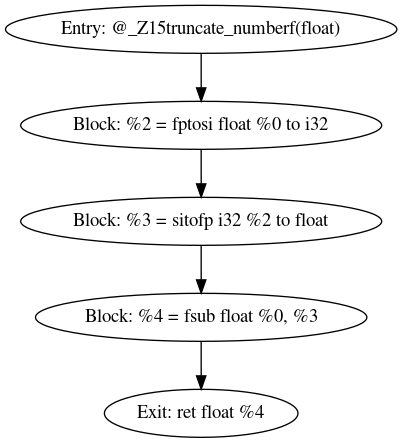 Entry: @_Z15truncate_numberf(float)
Block: %2 = fptosi float %0 to i32
Block: %3 = sitofp i32 %2 to float
Block: %4 = fsub float %0, %3
Exit: ret float %4